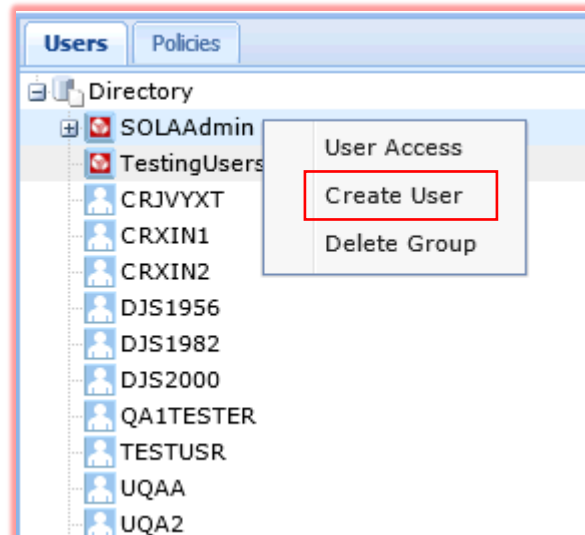 Users Policies
Directory
SOLAAdmin
TestingUsers
CRJVYXT
CRXIN1
CRXIN2
DJS1956
DJS1982
DJS2000
QA1TESTER
TESTUSR
UQAA
UQA2
User Access
Create User
Delete Group